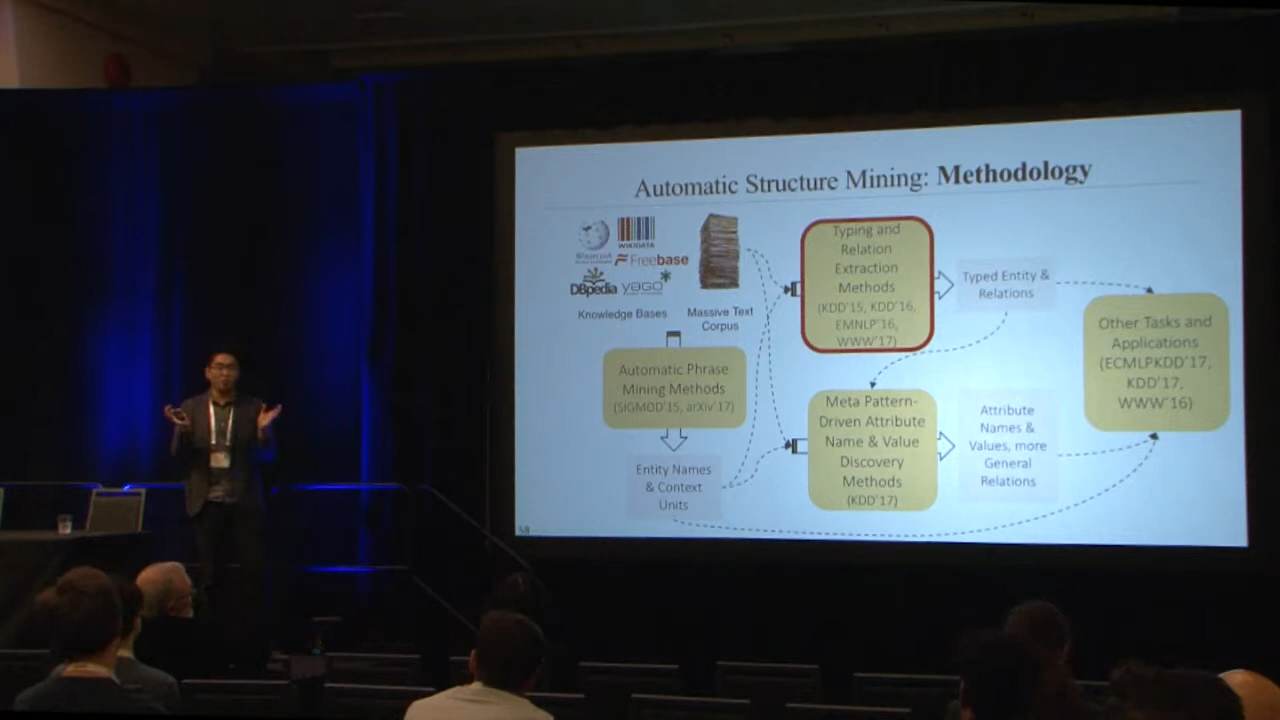 Automatic Structure Mining: Methodology
WIKIPEDIA
WIKIDATA
Freebase
DBpedia
yago
Knowledge Bases
Massive Text
Corpus
Automatic Phrase
Mining Methods
(SIGMOD'15, arXiv'17)
Entity Names
& Context
Units
Typing and
Relation
Extraction
Methods
(KDD'15, KDD'16,
EMNLP'16,
WWW'17)
Typed Entity &
Relations
Meta Pattern-
Driven Attribute
Name & Value
Discovery
Methods
(KDD'17)
Attribute
Names &
Values, more
General
Relations
Other Tasks and
Applications
(ECMLPKDD'17,
KDD'17,
WWW'16)
58